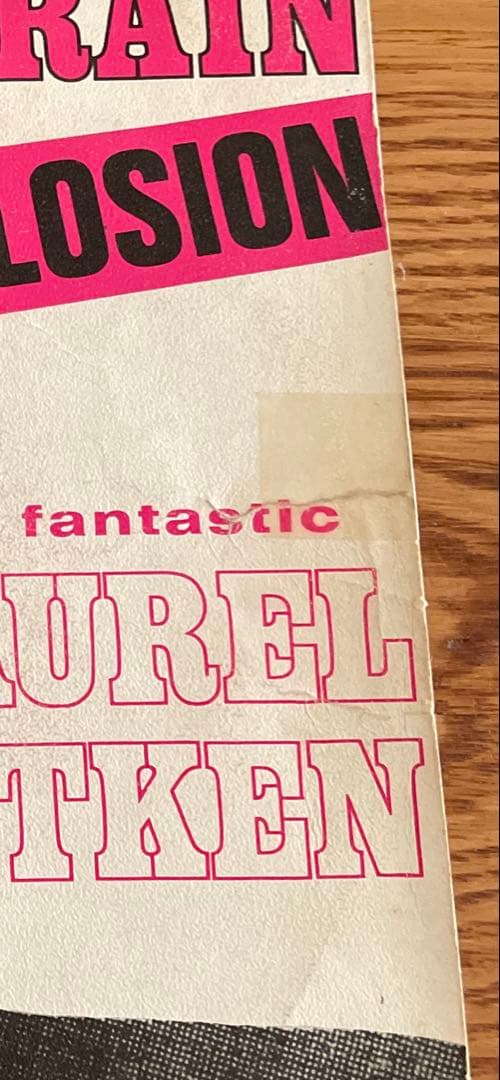 RAIN
LOSION
fantastic
AUREL
TKEN